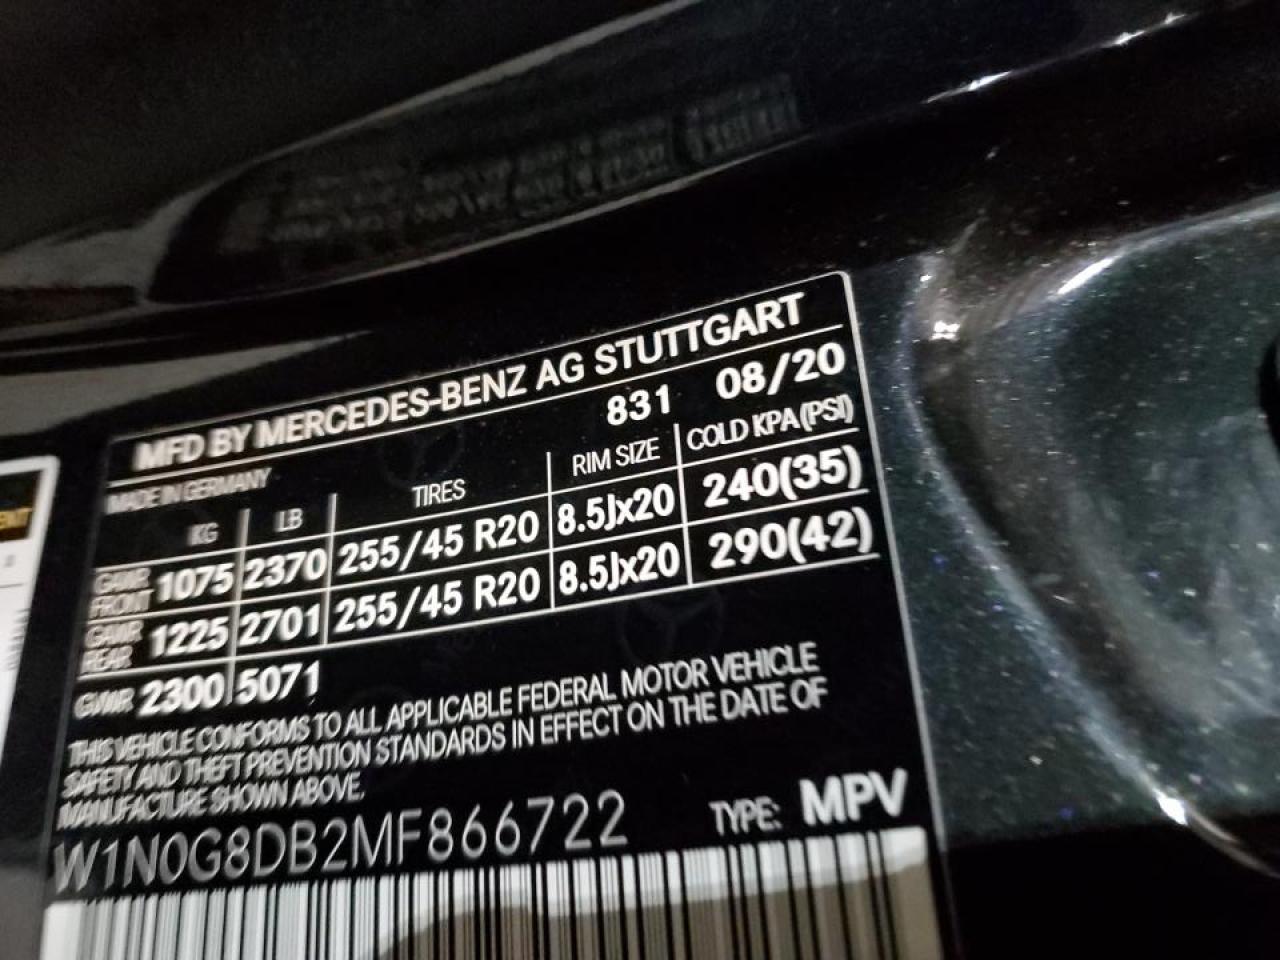 MFD BY MERCEDES-BENZ AG STUTTGART
MADE IN GERMANY 831 08/20
KG LB TIRES RIM SIZE COLD KPA (PSI)
GAWR FRONT 1075 2370 255/45 R20 8.5Jx20 240(35)
GAWR REAR 1225 2701 255/45 R20 8.5Jx20 290(42)
GVWR 2300 5071
THIS VEHICLE CONFORMS TO ALL APPLICABLE FEDERAL MOTOR VEHICLE
SAFETY AND THEFT PREVENTION STANDARDS IN EFFECT ON THE DATE OF
MANUFACTURE SHOWN ABOVE.
W1N0G8DB2MF866722 TYPE: MPV